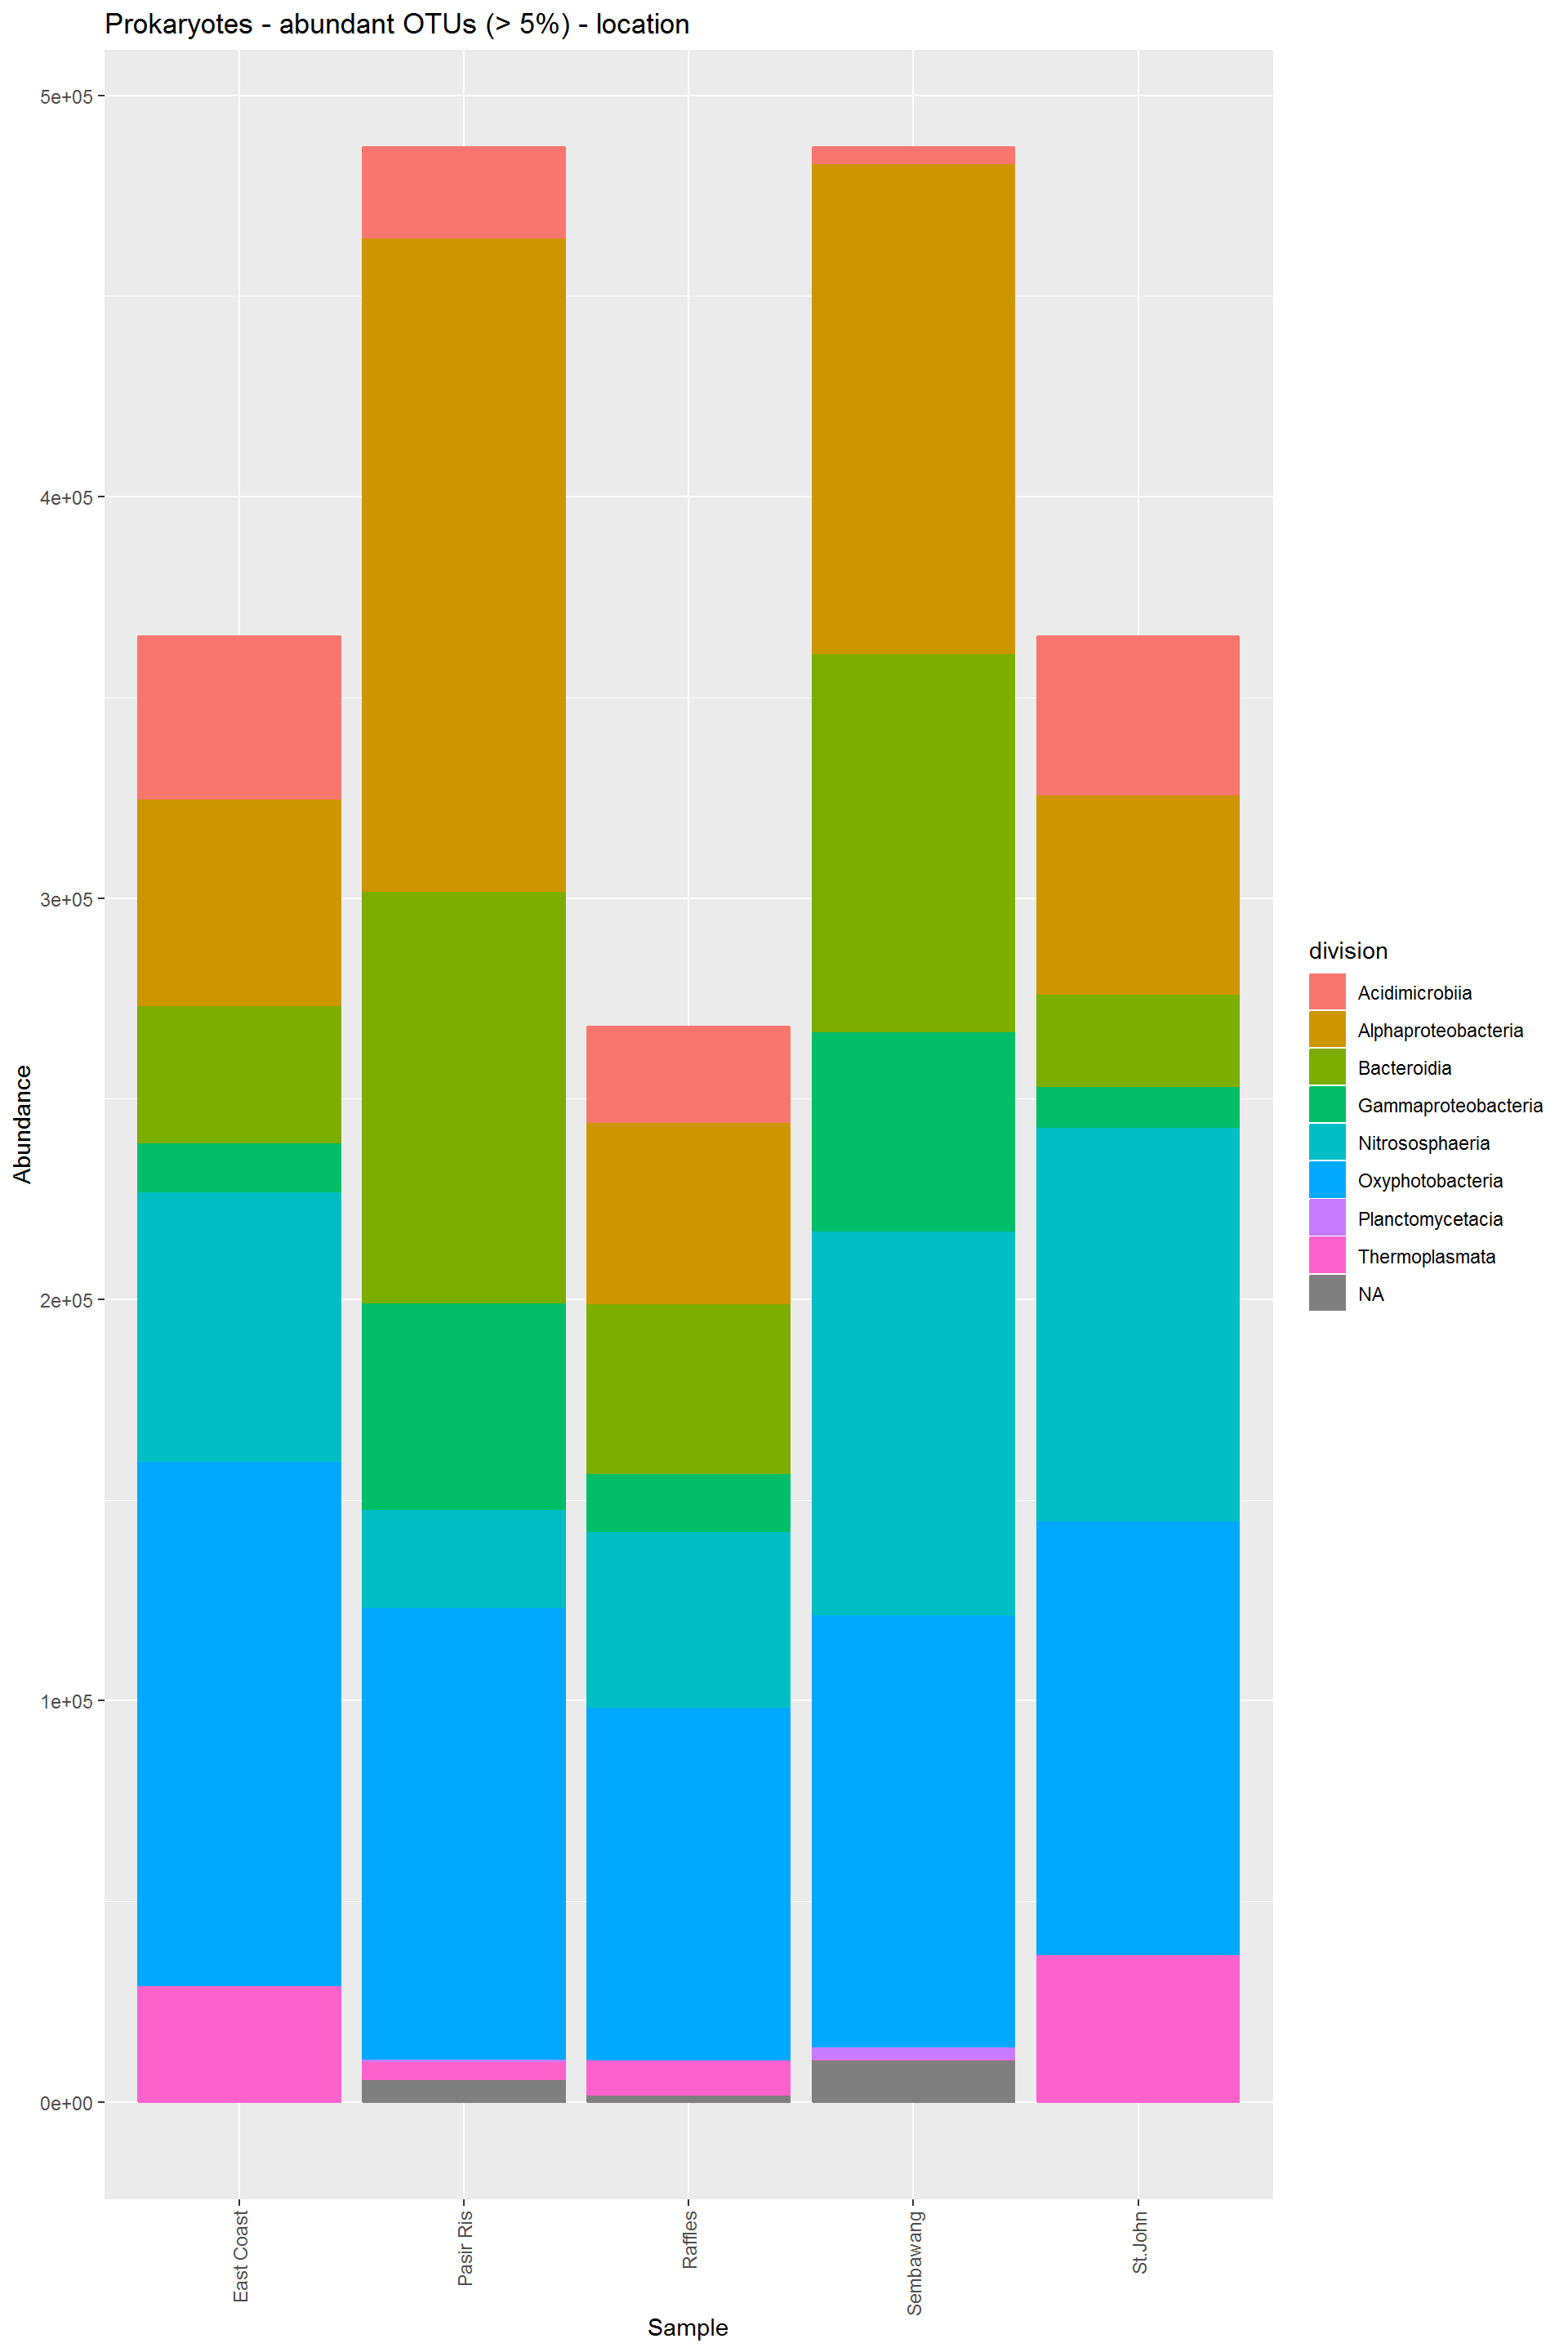 Prokaryotes - abundant OTUs (> 5%) - location
5e+05
4e+05
3e+05
2e+05
1e+05
0e+00
Abundance
East Coast
Pasir Ris
Raffles
Sembawang
St.John
Sample
division
Acidimicrobiia
Alphaproteobacteria
Bacteroidia
Gammaproteobacteria
Nitrososphaeria
Oxyphotobacteria
Planctomycetacia
Thermoplasmata
NA